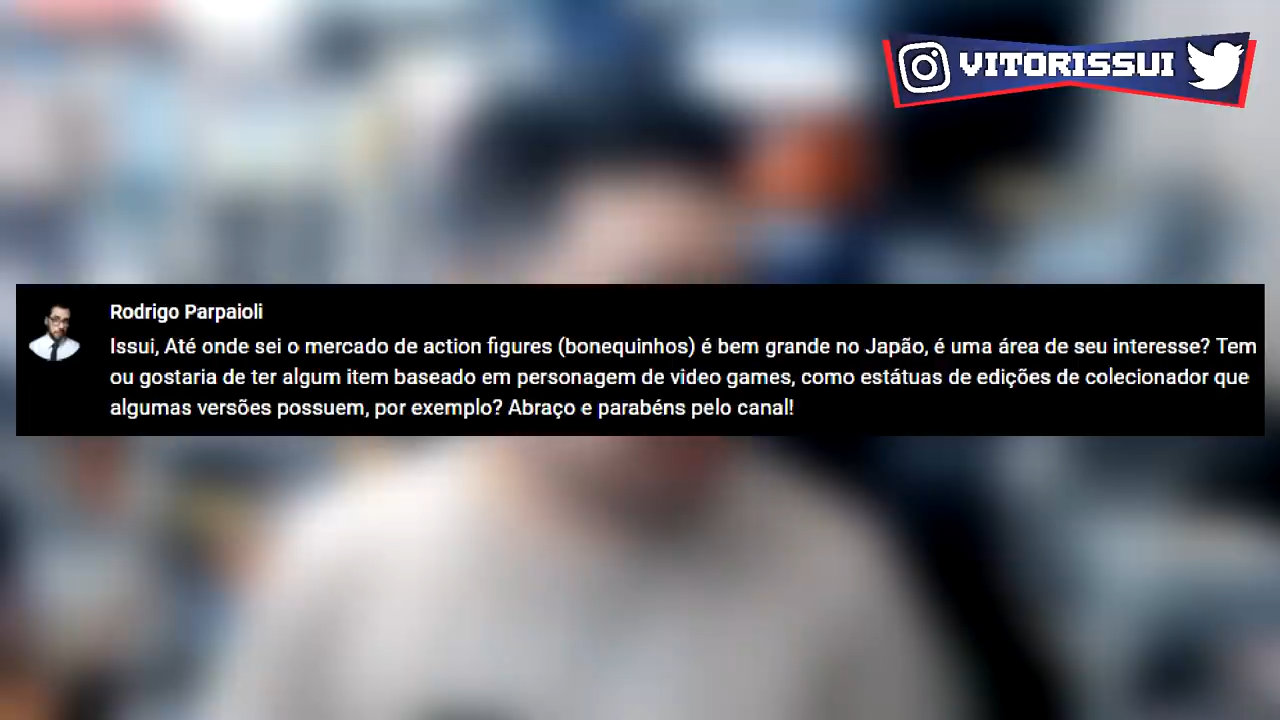 VITORISSUI
Rodrigo Parpaioli
Issui, Até onde sei o mercado de action figures (bonequinhos) é bem grande no Japão, é uma área de seu interesse? Tem
ou gostaria de ter algum item baseado em personagem de video games, como estátuas de edições de colecionador que
algumas versões possuem, por exemplo? Abraço e parabéns pelo canal!